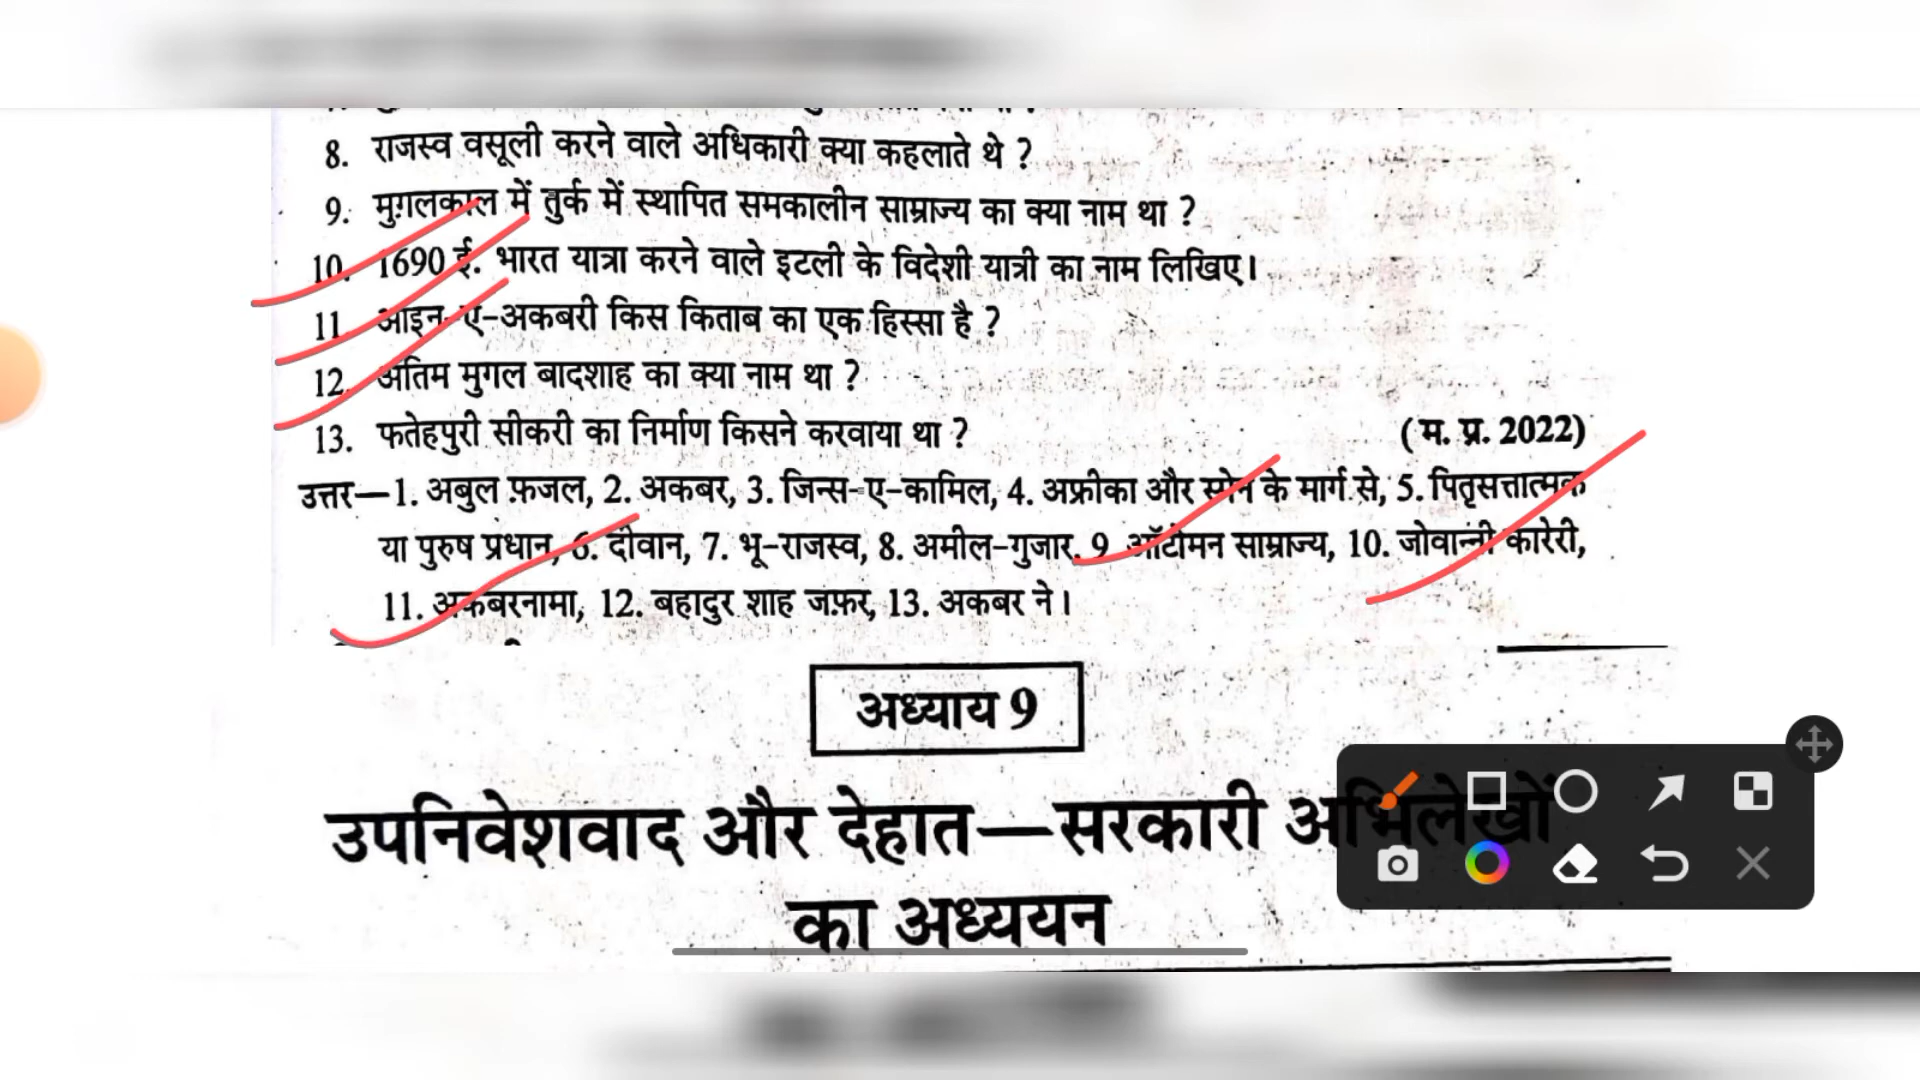 8. राजस्व वसूली करने वाले अधिकारी क्या कहलाते थे ?
9. मुग़लकाल में तुर्क में स्थापित समकालीन साम्राज्य का क्या नाम था ?
10. 1690 ई. भारत यात्रा करने वाले इटली के विदेशी यात्री का नाम लिखिए।
11. आइन-ए-अकबरी किस किताब का एक हिस्सा है ?
12. अंतिम मुगल बादशाह का क्या नाम था ?
13. फतेहपुरी सीकरी का निर्माण किसने करवाया था ? (म. प्र. 2022)
उत्तर—1. अबुल फ़जल, 2. अकबर, 3. जिन्स-ए-कामिल, 4. अफ्रीका और स्पेन के मार्ग से, 5. पितृसत्तात्मक
या पुरुष प्रधान, 6. दीवान, 7. भू-राजस्व, 8. अमील-गुजार, 9. ऑटोमन साम्राज्य, 10. जोवान्नी कारेरी,
11. अकबरनामा, 12. बहादुर शाह जफ़र, 13. अकबर ने।
अध्याय 9
उपनिवेशवाद और देहात—सरकारी अभिलेखों
का अध्ययन